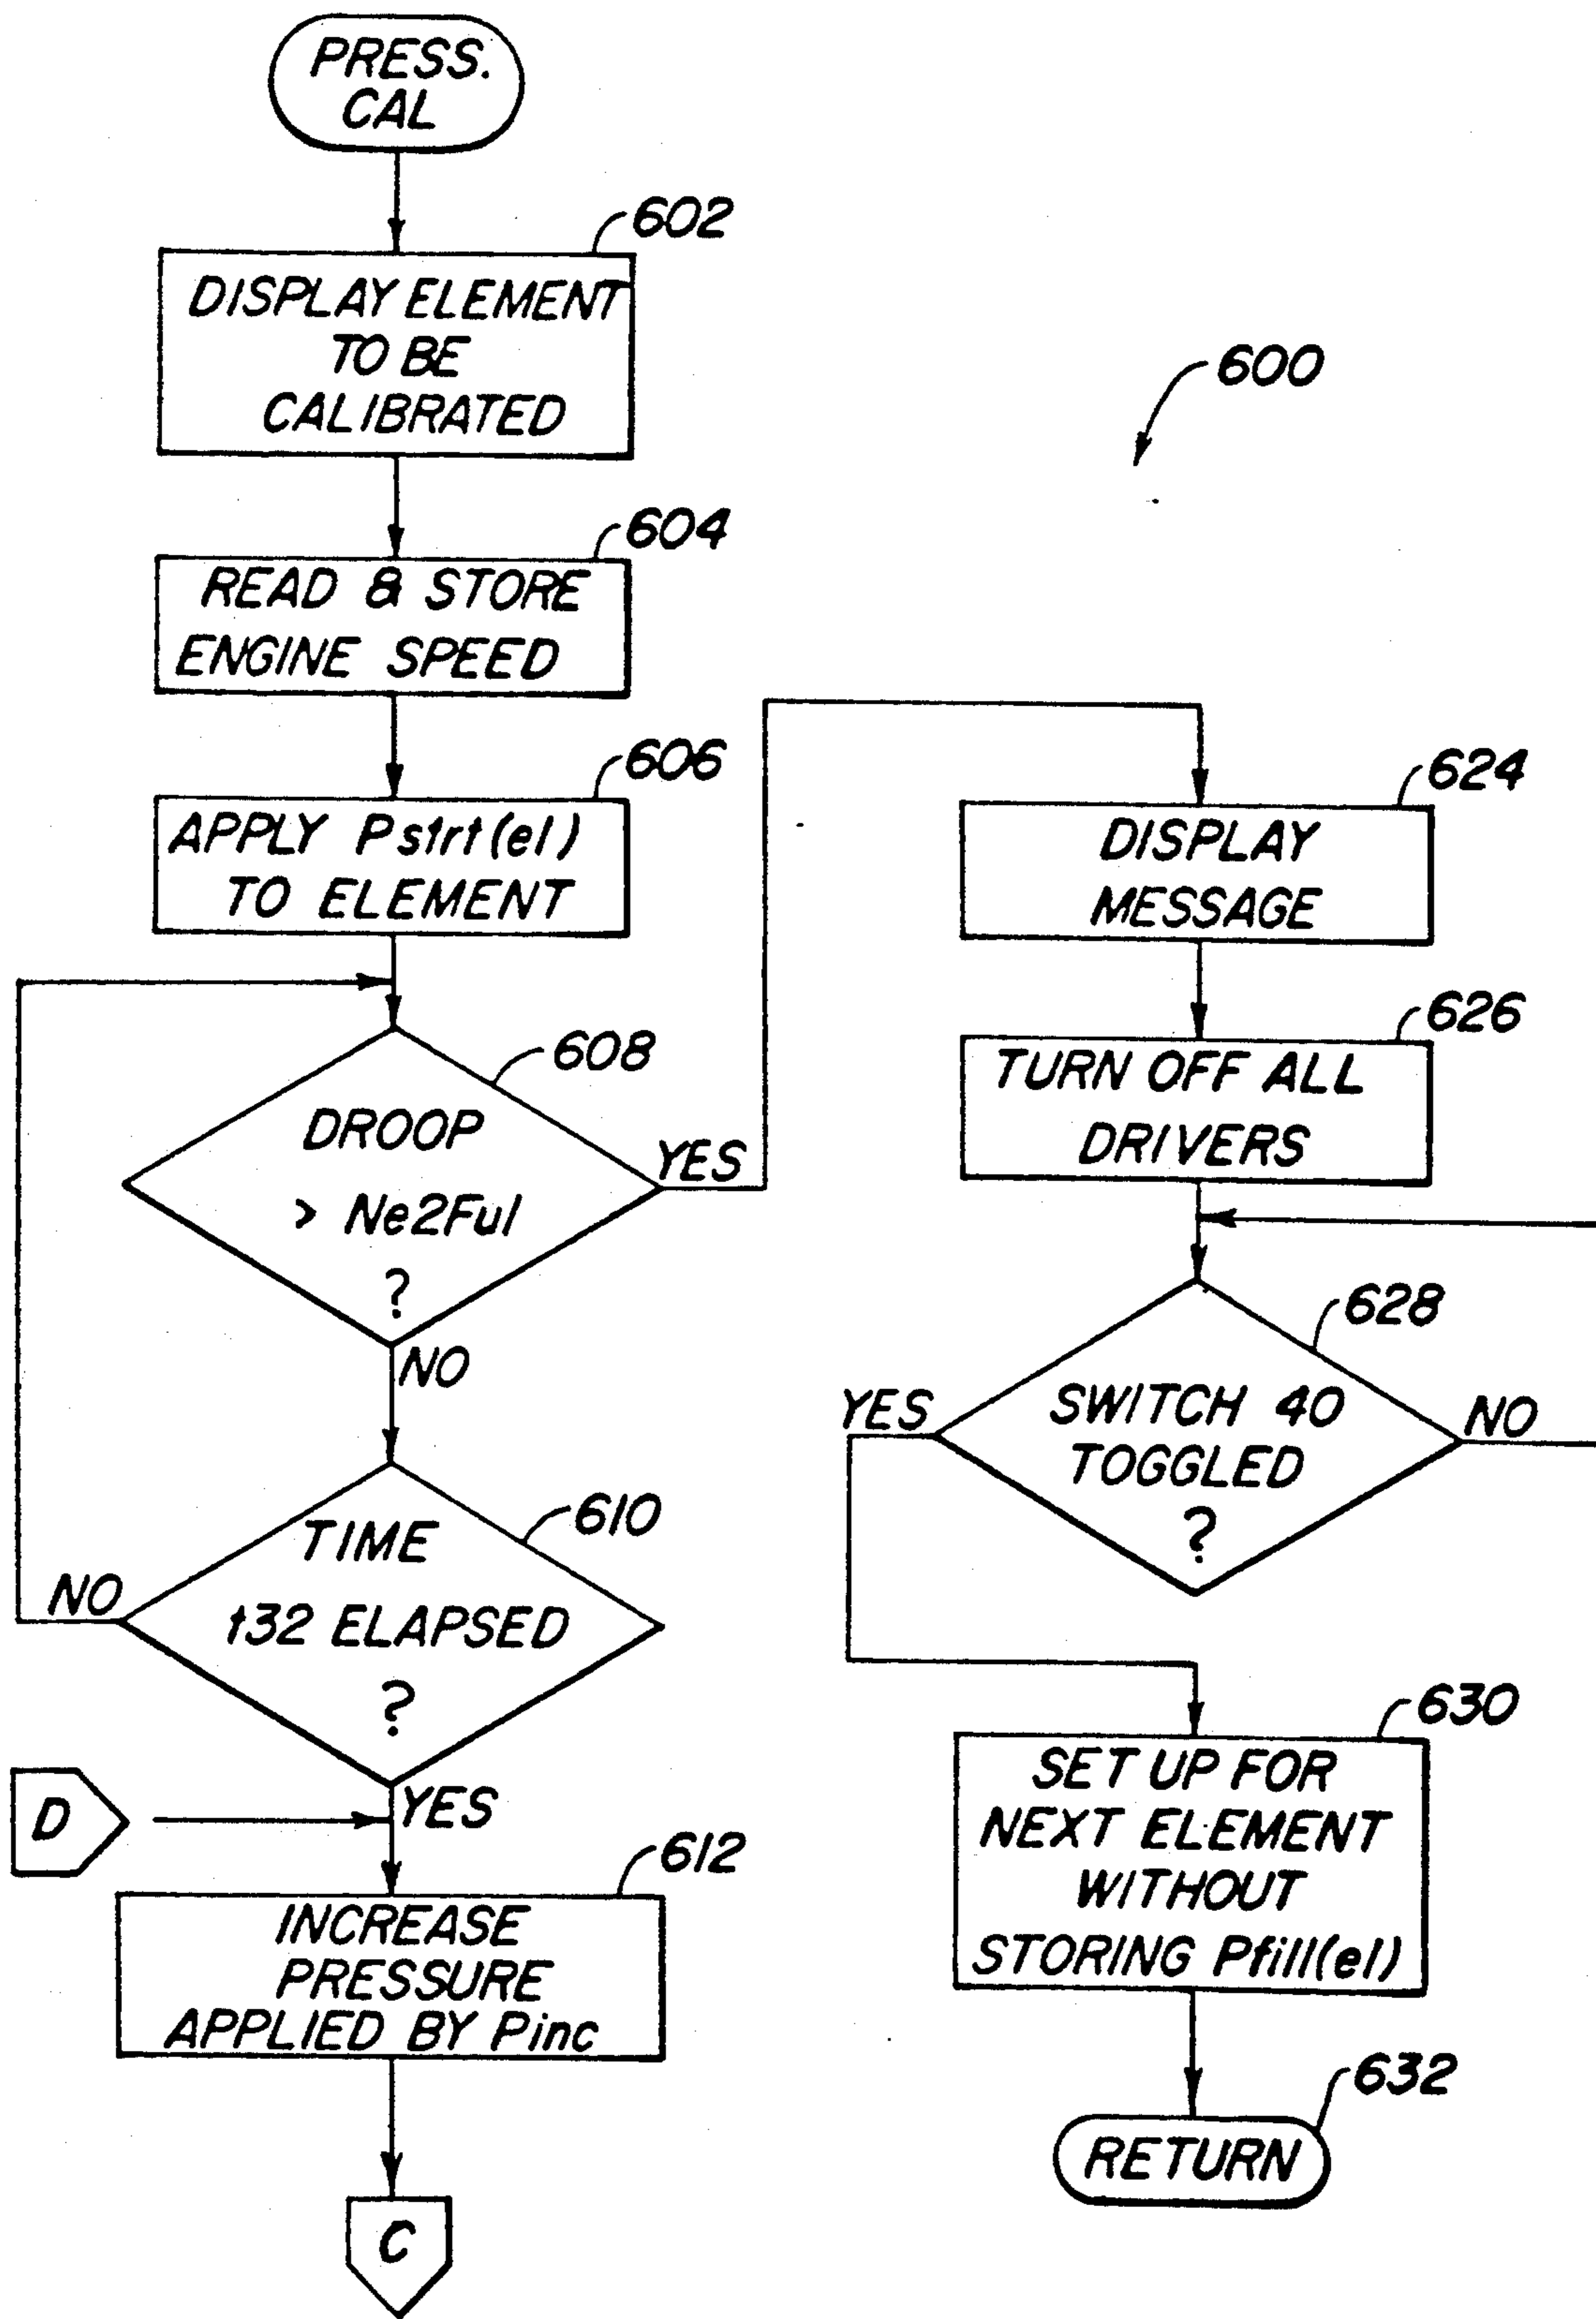 PRESS.
CAL
602
DISPLAY ELEMENT
TO BE
CALIBRATED
600
604
READ & STORE
ENGINE SPEED
606
APPLY Pstrt(el)
TO ELEMENT
608
DROOP
> Ne2Ful
?
YES
NO
610
TIME
t32 ELAPSED
?
NO
YES
D
612
INCREASE
PRESSURE
APPLIED BY Pinc
C
624
DISPLAY
MESSAGE
626
TURN OFF ALL
DRIVERS
628
SWITCH 40
TOGGLED
?
YES
NO
630
SET UP FOR
NEXT ELEMENT
WITHOUT
STORING Pfill(el)
632
RETURN